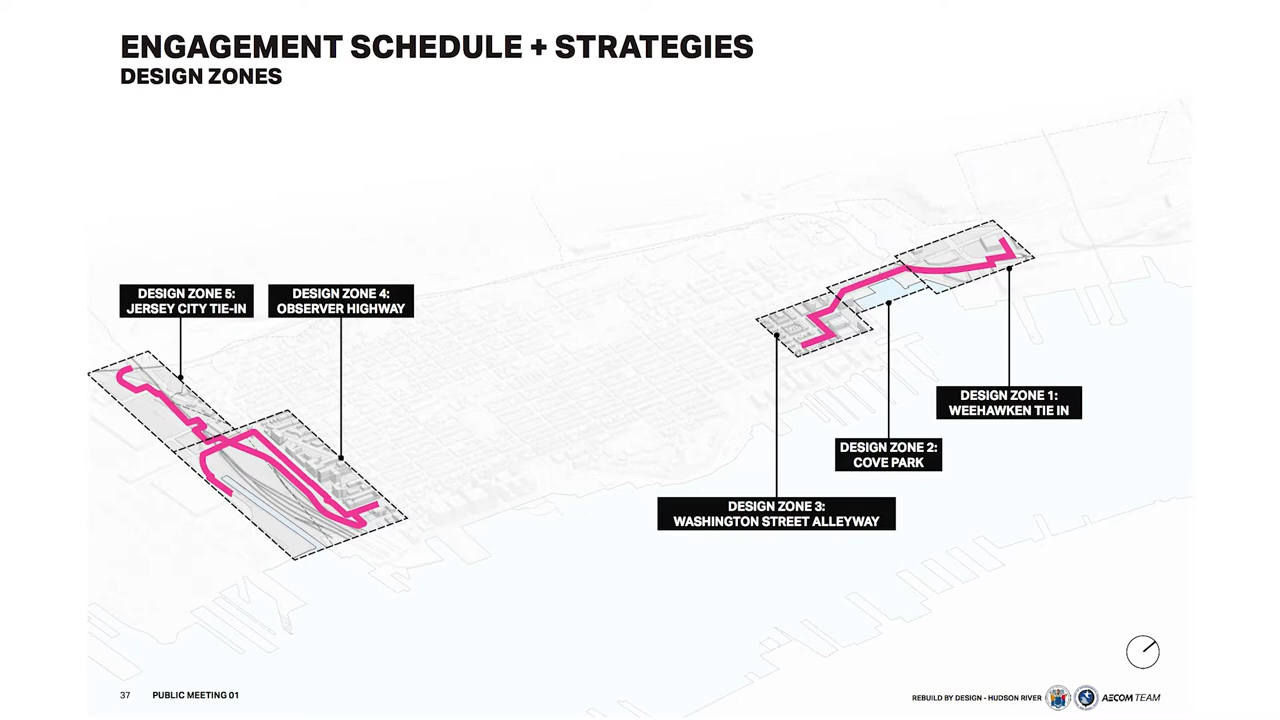 ENGAGEMENT SCHEDULE + STRATEGIES
DESIGN ZONES
DESIGN ZONE 5:
JERSEY CITY TIE-IN
DESIGN ZONE 4:
OBSERVER HIGHWAY
DESIGN ZONE 1:
WEEHAWKEN TIE IN
DESIGN ZONE 2:
COVE PARK
DESIGN ZONE 3:
WASHINGTON STREET ALLEYWAY
37 PUBLIC MEETING 01
REBUILD BY DESIGN - HUDSON RIVER
AECOM TEAM